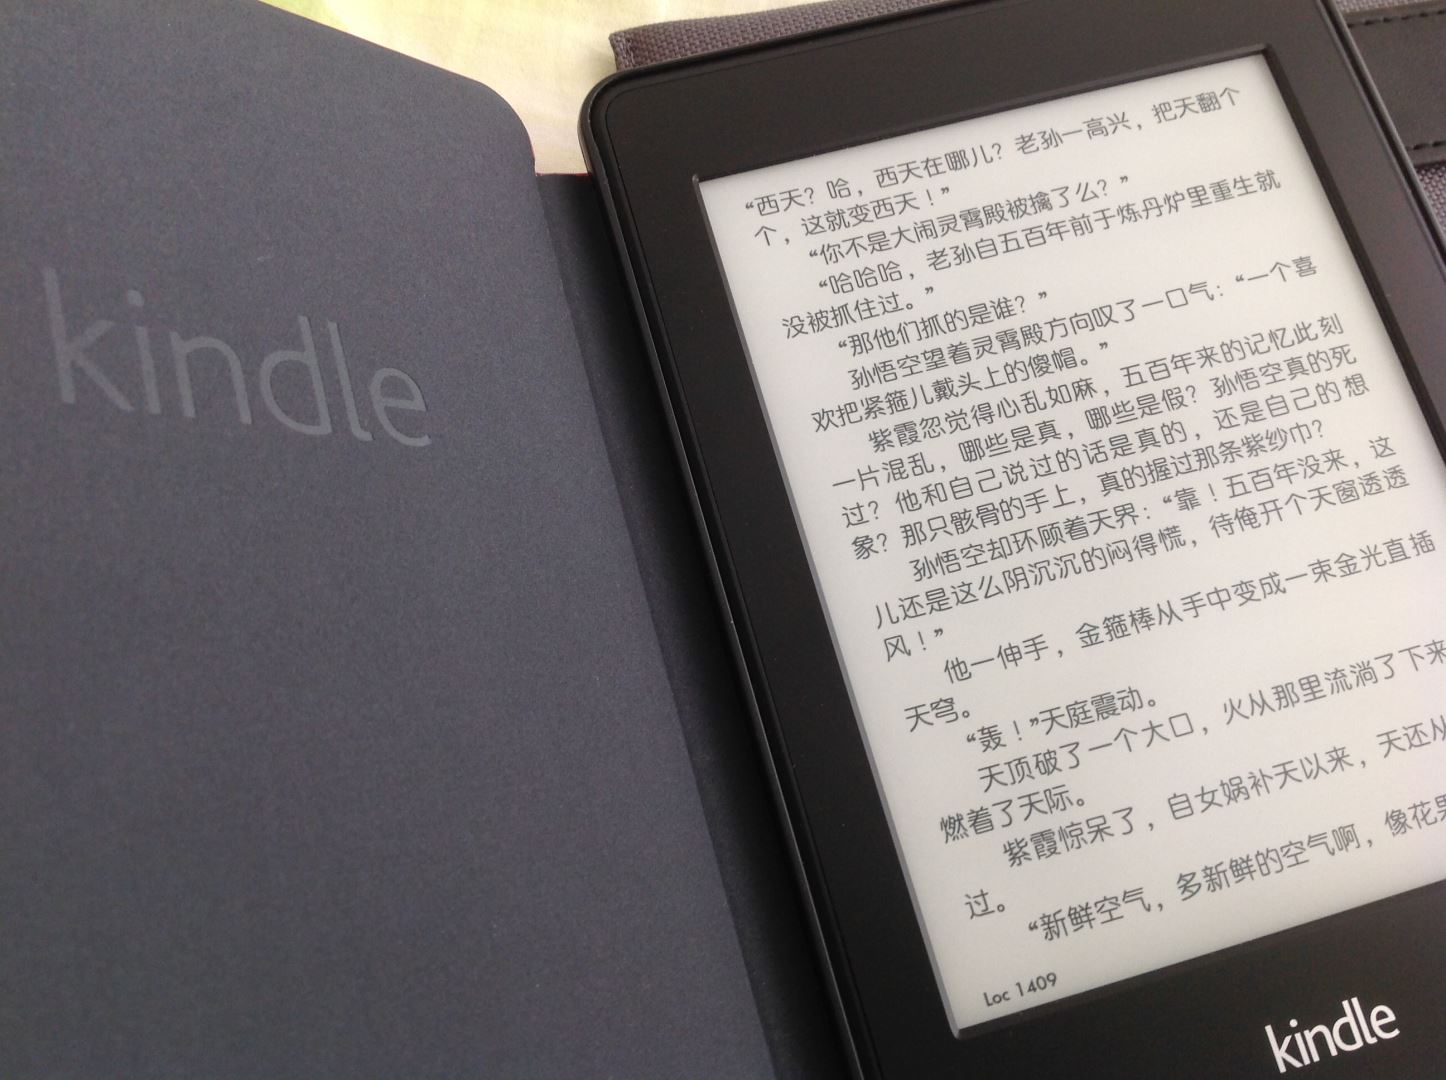 kindle
“西天？哈，西天在哪儿？老孙一高兴，把天翻个
个，这就变西天！”
“你不是大闹灵霄殿被擒了么？”
“哈哈哈，老孙自五百年前于炼丹炉里重生就
没被抓住过。”
“那他们抓的是谁？”
孙悟空望着灵霄殿方向叹了一口气：“一个喜
欢把紧箍儿戴头上的傻帽。”
紫霞忽觉得心乱如麻，五百年来的记忆此刻
一片混乱，哪些是真，哪些是假？孙悟空真的死
过？他和自己说过的话是真的，还是自己的想
象？那只骸骨的手上，真的握过那条紫纱巾？
孙悟空却环顾着天界：“靠！五百年没来，这
儿还是这么阴沉沉的闷得慌，待俺开个天窗透透
风！”
他一伸手，金箍棒从手中变成一束金光直插
天穹。
“轰！”天庭震动。
天顶破了一个大口，火从那里流淌了下来
燃着了天际。
紫霞惊呆了，自女娲补天以来，天还从
过。
“新鲜空气，多新鲜的空气啊，像花果
Loc 1409
kindle